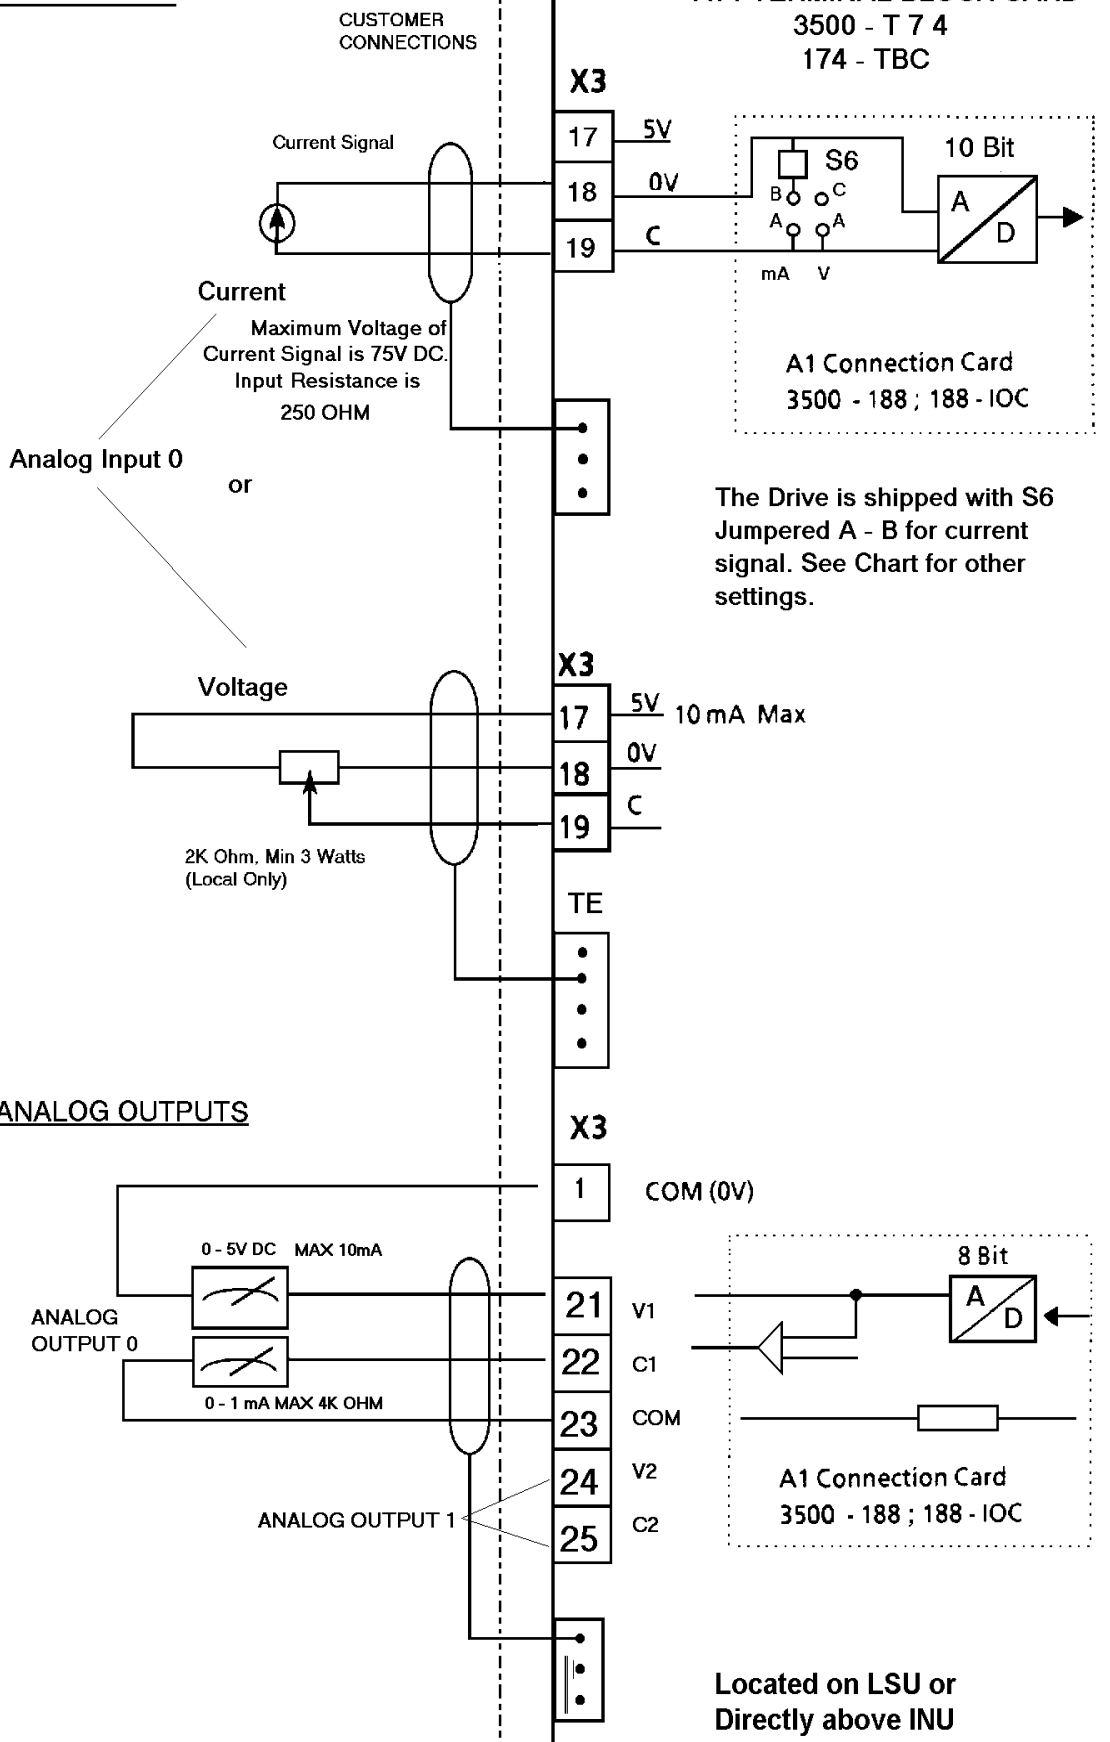 CUSTOMER
CONNECTIONS
3500 - T 7 4
174 - TBC
X3
17
5V
18
0V
19
C
Current Signal
S6
B
C
A
A
mA
V
10 Bit
A
D
Current
Maximum Voltage of
Current Signal is 75V DC.
Input Resistance is
250 OHM
A1 Connection Card
3500 - 188 ; 188 - IOC
Analog Input 0
or
The Drive is shipped with S6
Jumpered A - B for current
signal. See Chart for other
settings.
Voltage
X3
17
5V
10 mA Max
18
0V
19
C
2K Ohm, Min 3 Watts
(Local Only)
TE
ANALOG OUTPUTS
X3
1
COM (0V)
0 - 5V DC MAX 10mA
ANALOG
OUTPUT 0
0 - 1 mA MAX 4K OHM
21
V1
22
C1
23
COM
24
V2
25
C2
8 Bit
A
D
A1 Connection Card
3500 - 188 ; 188 - IOC
ANALOG OUTPUT 1
Located on LSU or
Directly above INU